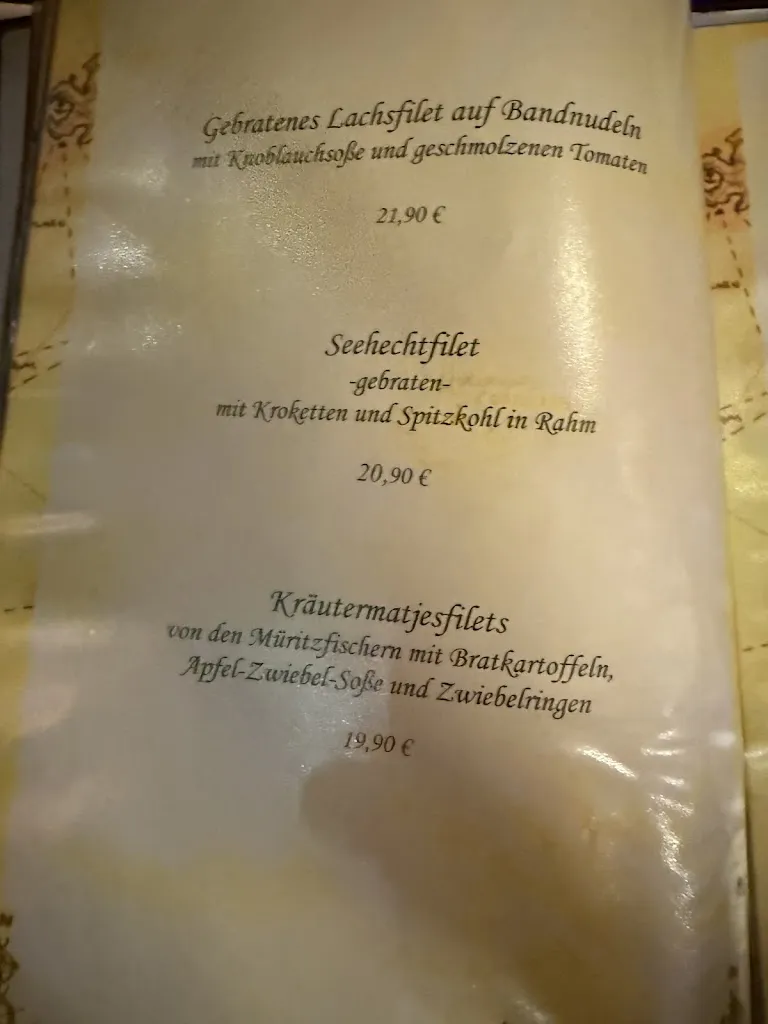 Gebratenes Lachsfilet auf Bandnudeln
mit Knoblauchsoße und geschmolzenen Tomaten
21,90 €
Seehechtfilet
-gebraten-
mit Kroketten und Spitzkohl in Rahm
20,90 €
Kräutermatjesfilets
von den Müritzfischern mit Bratkartoffeln,
Apfel-Zwiebel-Soße und Zwiebelringen
19,90 €